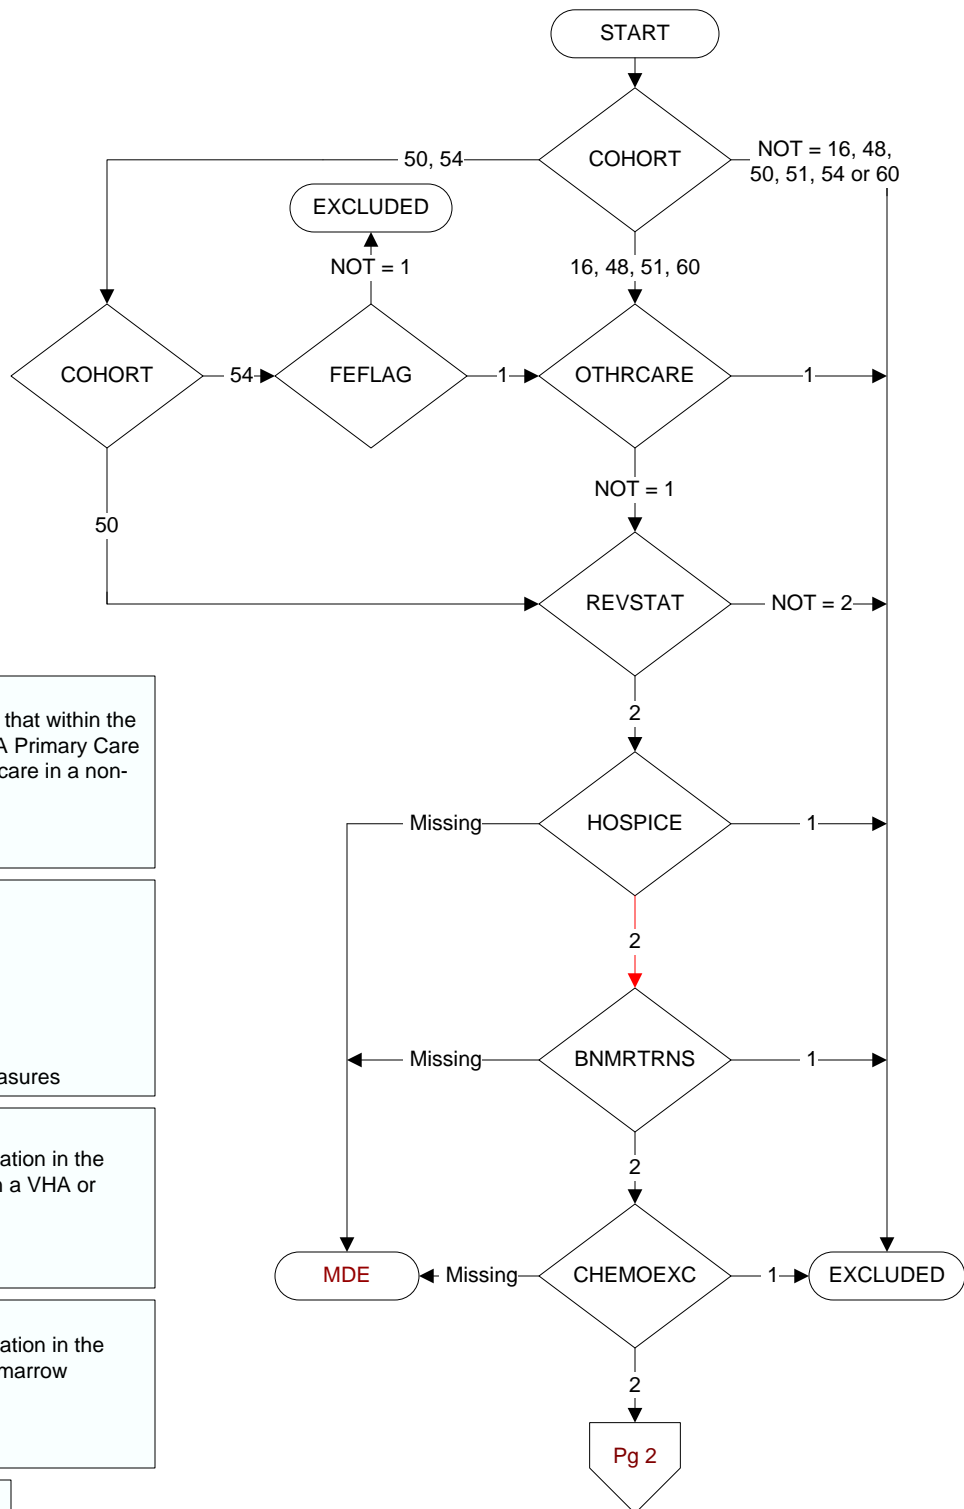 START
COHORT
50, 54
NOT = 16, 48,
50, 51, 54 or 60
EXCLUDED
NOT = 1
16, 48, 51, 60
COHORT
54
FEFLAG
1
OTHRCARE
1
NOT = 1
50
REVSTAT
NOT = 2
2
that within the
A Primary Care
care in a non-
Missing
HOSPICE
1
2
asures
Missing
BNMRTRNS
1
2
ation in the
a VHA or
MDE
Missing
CHEMOEXC
1
EXCLUDED
2
ation in the
marrow
Pg 2